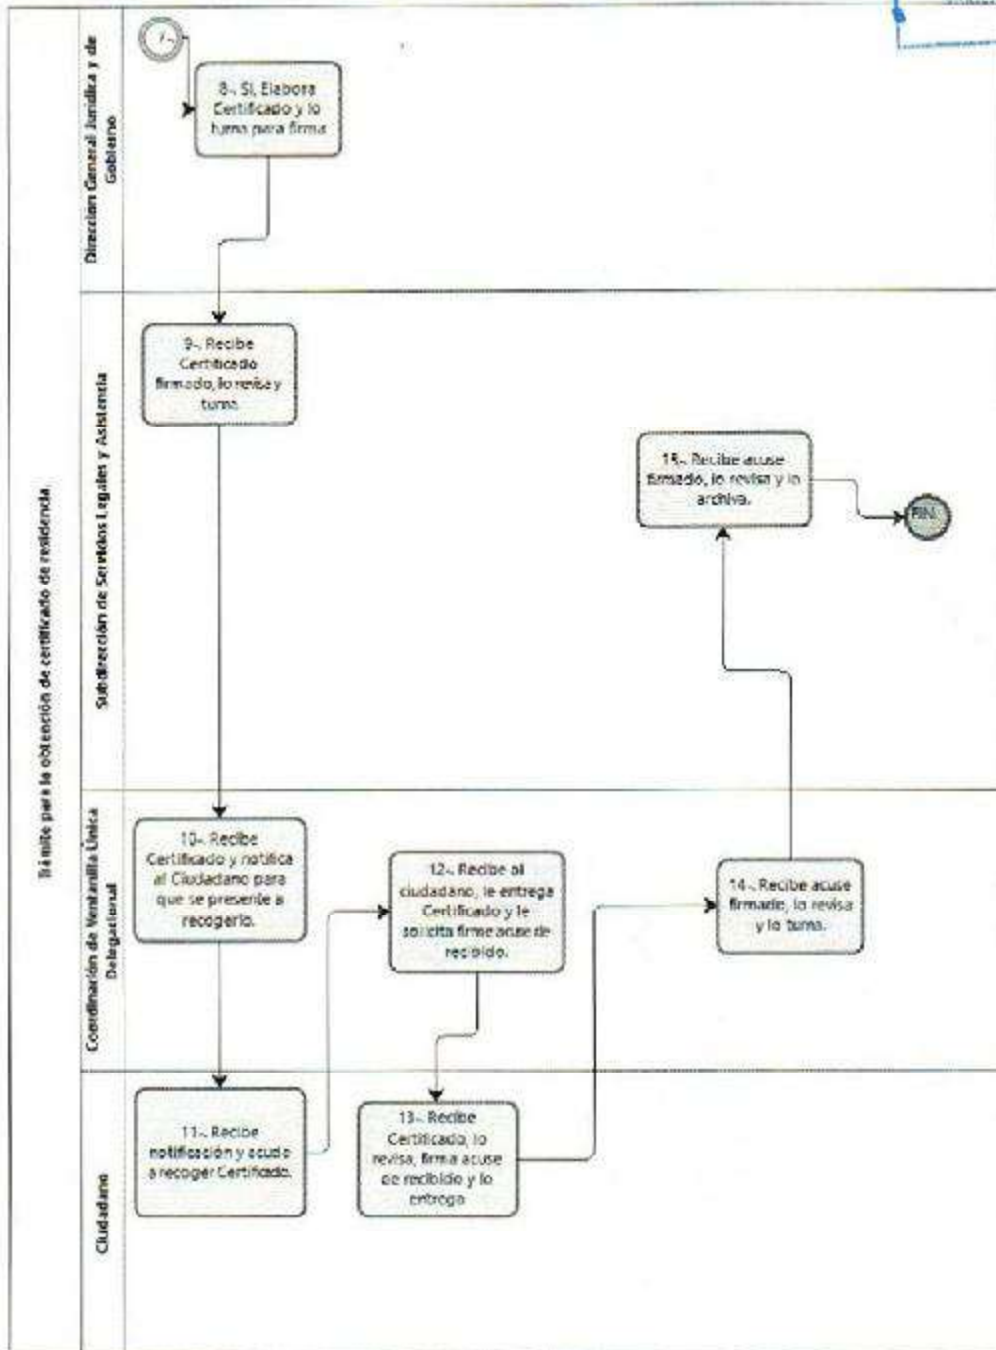 Trámite para la obtención de certificado de residencia
Dirección General Jurídica y de
Gobierno
8-. Si, Elabora
Certificado y lo
turna para firma
Subdirección de Servicios Legales y Asistencia
9-. Recibe
Certificado
firmado, lo revisa y
turna.
15-. Recibe acuse
firmado, lo revisa y lo
archiva.
FIN.
Coordinación de Ventanilla Única
Delegacional
10-. Recibe
Certificado y notifica
al Ciudadano para
que se presente a
recogerlo.
12-. Recibe al
ciudadano, le entrega
Certificado y le
solicita firme acuse de
recibido.
14-. Recibe acuse
firmado, lo revisa
y lo turna.
Ciudadano
11-. Recibe
notificación y acude
a recoger Certificado.
13-. Recibe
Certificado, lo
revisa, firma acuse
de recibido y lo
entrega